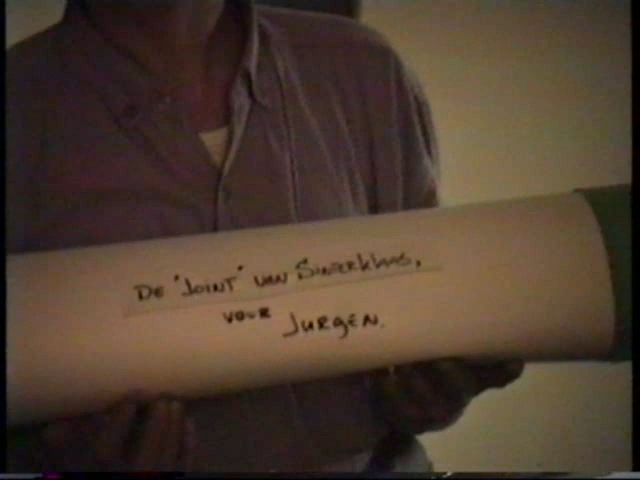 DE "JOINT" VAN SINTERKLAAS,
VOOR JURGEN.